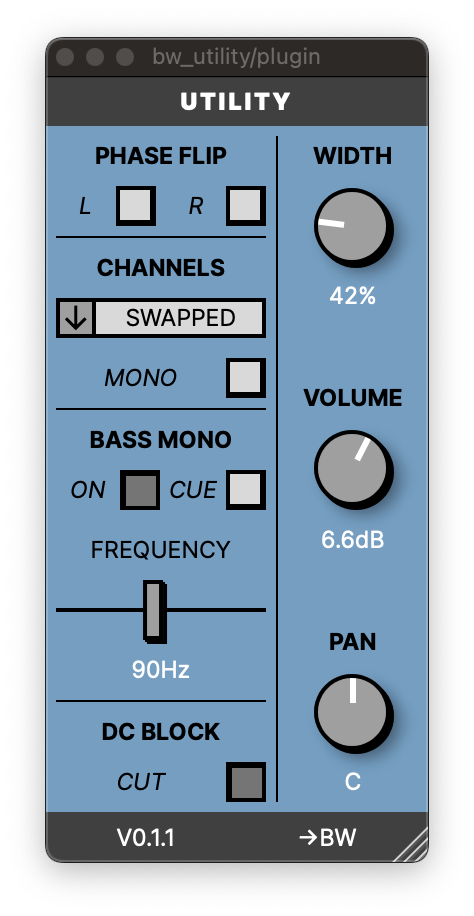 bw_utility/plugin
UTILITY
PHASE FLIP
L R
CHANNELS
SWAPPED
MONO
BASS MONO
ON CUE
FREQUENCY
90Hz
DC BLOCK
CUT
WIDTH
42%
VOLUME
6.6dB
PAN
C
V0.1.1
→BW